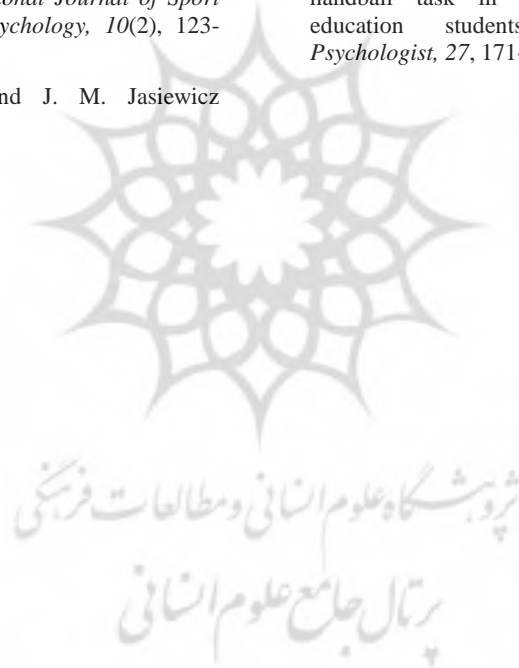 ional Journal of Sport
ychology, 10(2), 123-
nd J. M. Jasiewicz
handball task in
education students
Psychologist, 27, 171-
پژوهشگاه علوم انسانی و مطالعات فرهنگی
پرتال جامع علوم انسانی